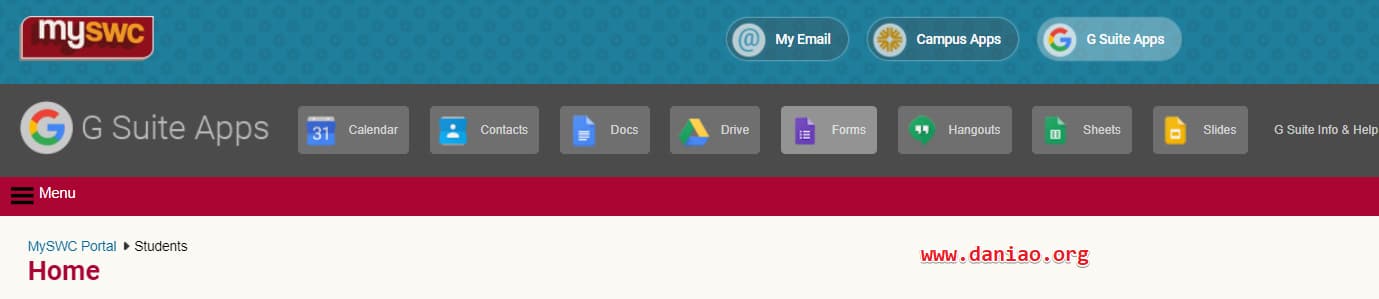 mySWC
@ My Email
Campus Apps
G Suite Apps
G Suite Apps
31 Calendar
Contacts
Docs
Drive
Forms
Hangouts
Sheets
Slides
G Suite Info & Help
Menu
MySWC Portal Students
Home
www.daniao.org